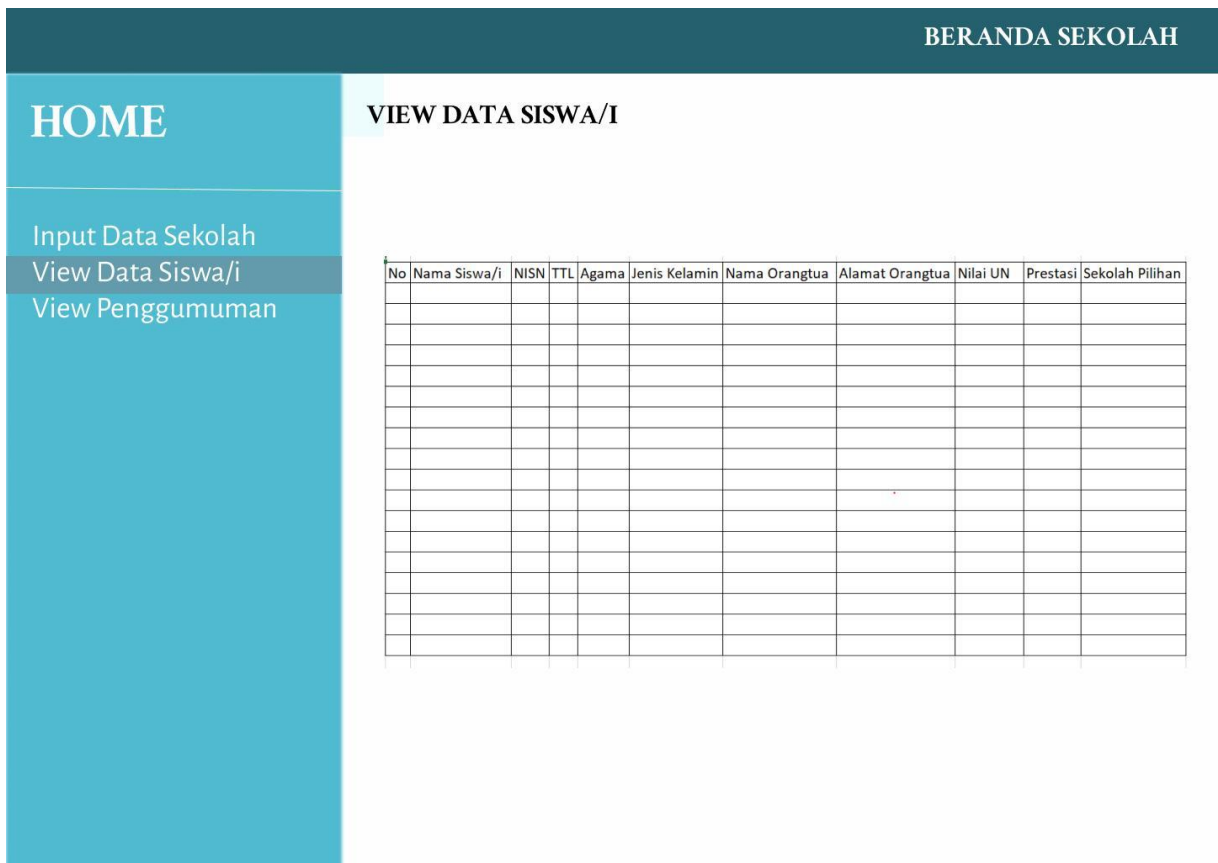 BERANDA SEKOLAH
HOME
VIEW DATA SISWA/I
Input Data Sekolah
View Data Siswa/i
View Penggumuman
No Nama Siswa/i NISN TTL Agama Jenis Kelamin Nama Orangtua Alamat Orangtua Nilai UN Prestasi Sekolah Pilihan